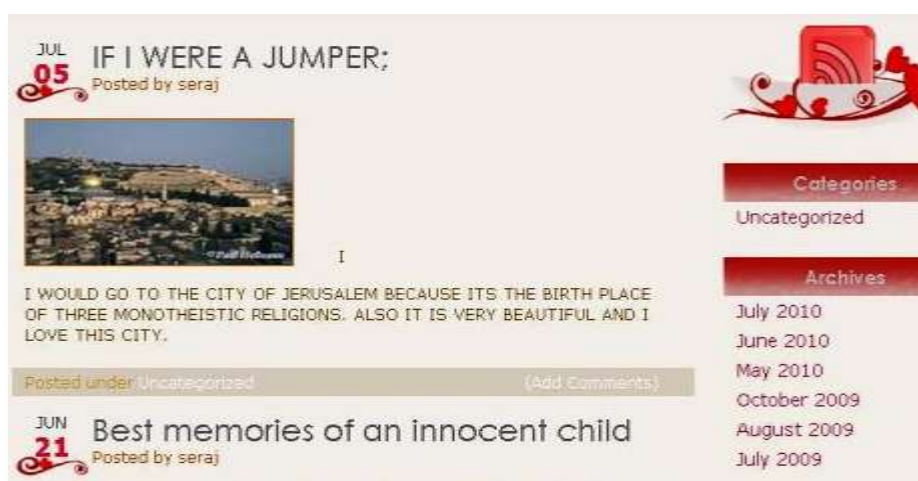 JUL
05
IF I WERE A JUMPER;
Posted by seraj
I WOULD GO TO THE CITY OF JERUSALEM BECAUSE ITS THE BIRTH PLACE
OF THREE MONOTHEISTIC RELIGIONS. ALSO IT IS VERY BEAUTIFUL AND I
LOVE THIS CITY.
Posted under Uncategorized (Add Comments)
JUN
21
Best memories of an innocent child
Posted by seraj
Categories
Uncategorized
Archives
July 2010
June 2010
May 2010
October 2009
August 2009
July 2009